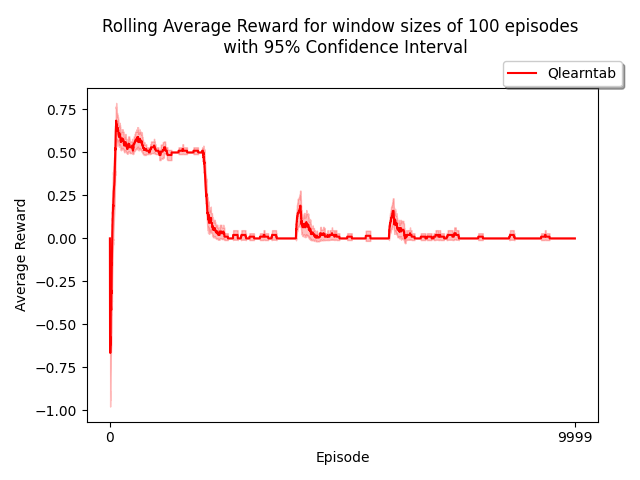 Rolling Average Reward for window sizes of 100 episodes
with 95% Confidence Interval
Qlearntab
0.75
0.50
0.25
0.00
−0.25
−0.50
−0.75
−1.00
Average Reward
0
9999
Episode